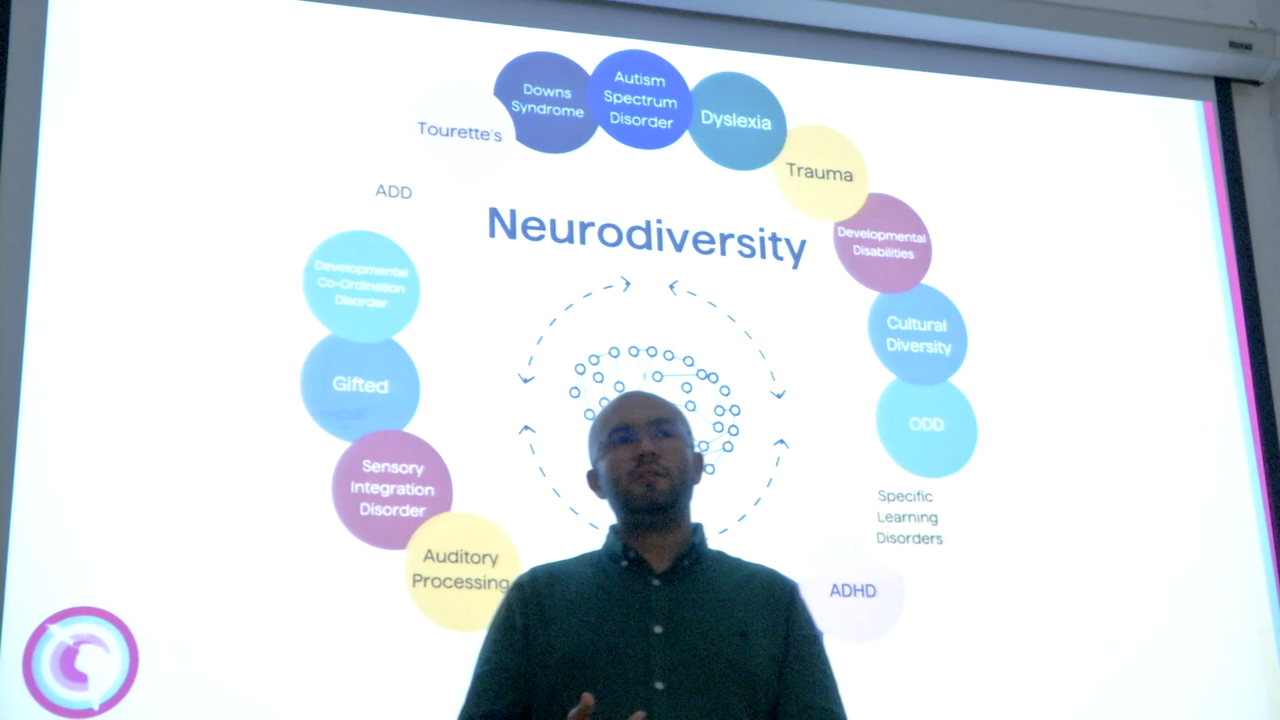 Neurodiversity
Downs
Syndrome
Autism
Spectrum
Disorder
Dyslexia
Trauma
Developmental
Disabilities
Cultural
Diversity
ODD
Specific
Learning
Disorders
ADHD
Auditory
Processing
Sensory
Integration
Disorder
Gifted
Developmental
Co-Ordination
Disorder
ADD
Tourette's